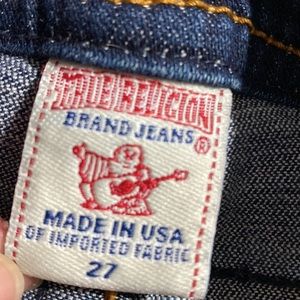 TRUE RELIGION
BRAND JEANS
®
MADE IN USA
OF IMPORTED FABRIC
27